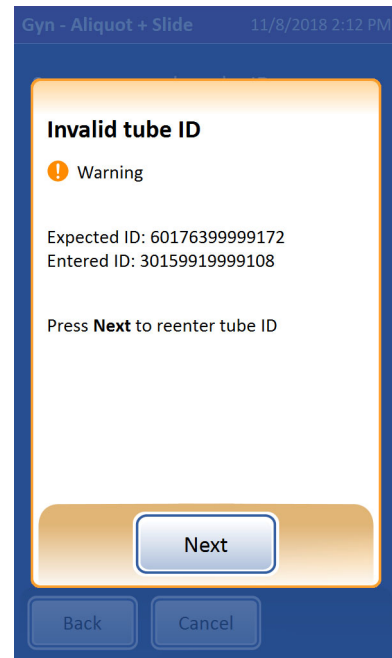 Gyn - Aliquot + Slide 11/8/2018 2:12 PM
Invalid tube ID
Warning
Expected ID: 60176399999172
Entered ID: 30159919999108
Press Next to reenter tube ID
Next
Back Cancel